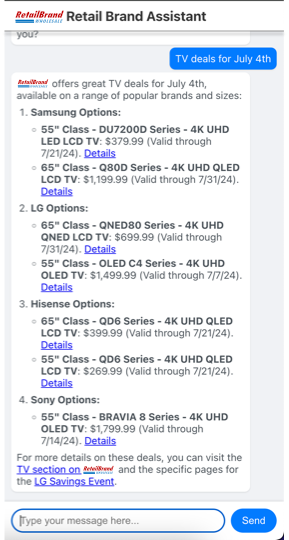 RetailBrand WHOLESALE Retail Brand Assistant
you?
TV deals for July 4th
RetailBrand WHOLESALE offers great TV deals for July 4th,
available on a range of popular brands and sizes:
1. Samsung Options:
○ 55" Class - DU7200D Series - 4K UHD
LED LCD TV: $379.99 (Valid through
7/21/24). Details
○ 65" Class - Q80D Series - 4K UHD QLED
LCD TV: $1,199.99 (Valid through 7/31/24).
Details
2. LG Options:
○ 65" Class - QNED80 Series - 4K UHD
QNED LCD TV: $699.99 (Valid through
7/31/24). Details
○ 55" Class - OLED C4 Series - 4K UHD
OLED TV: $1,499.99 (Valid through 7/7/24).
Details
3. Hisense Options:
○ 65" Class - QD6 Series - 4K UHD QLED
LCD TV: $399.99 (Valid through 7/21/24).
Details
○ 55" Class - QD6 Series - 4K UHD QLED
LCD TV: $269.99 (Valid through 7/21/24).
Details
4. Sony Options:
○ 55" Class - BRAVIA 8 Series - 4K UHD
OLED TV: $1,799.99 (Valid through
7/14/24). Details
For more details on these deals, you can visit the
TV section on RetailBrand WHOLESALE and the specific pages for
the LG Savings Event.
Type your message here... Send